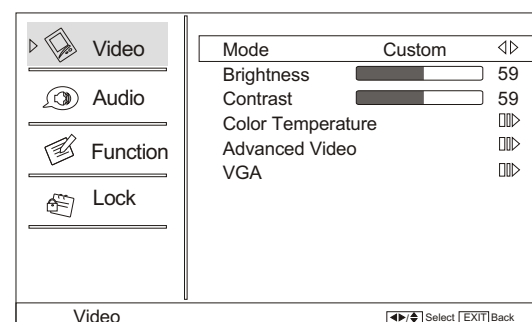 Video
Audio
Function
Lock
Mode Custom
Brightness 59
Contrast 59
Color Temperature
Advanced Video
VGA
Video
Select EXIT Back